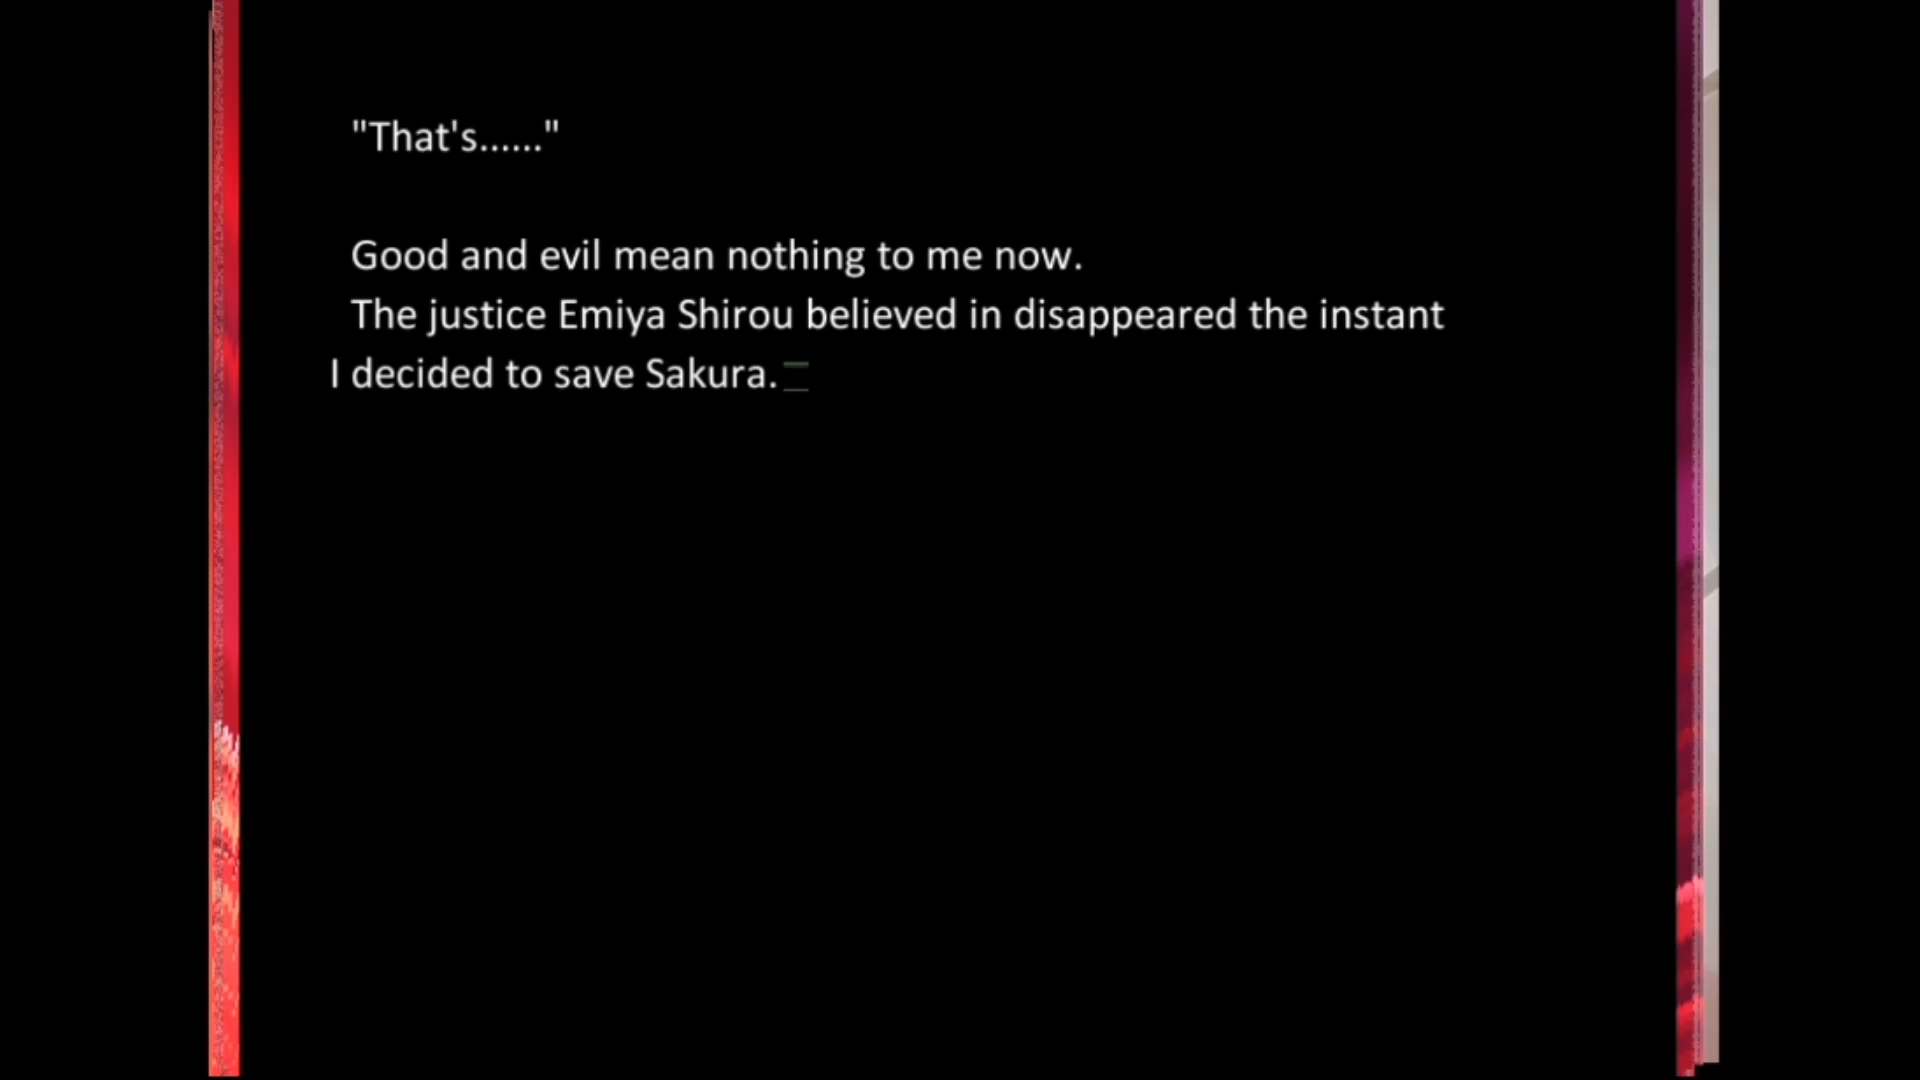 "That's......"
Good and evil mean nothing to me now.
The justice Emiya Shirou believed in disappeared the instant
I decided to save Sakura.